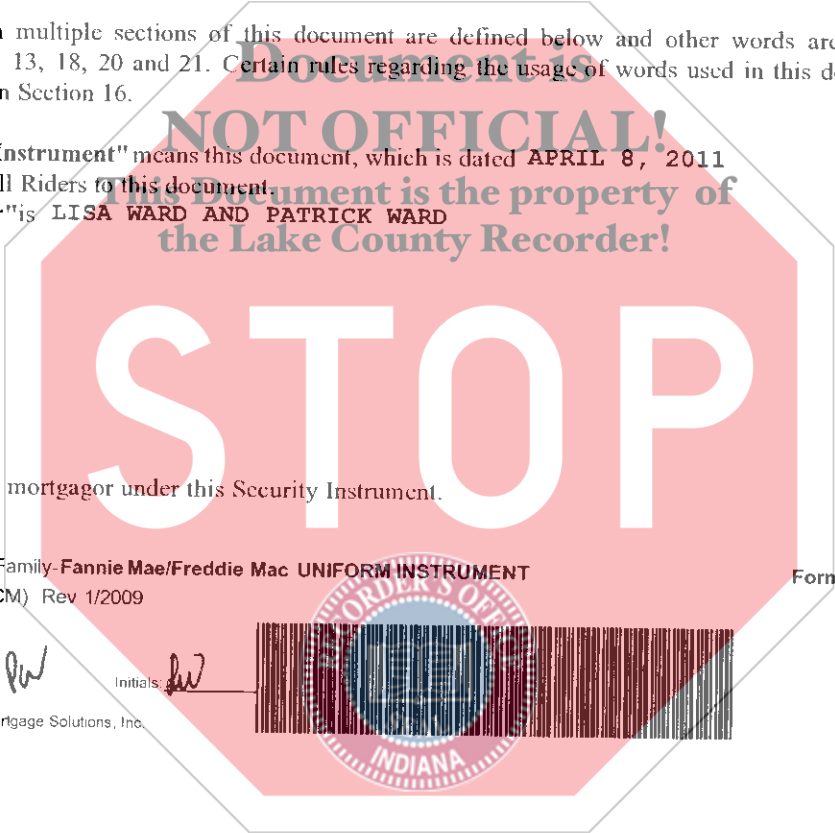 multiple sections of this document are defined below and other words are
13, 18, 20 and 21. Certain rules regarding the usage of words used in this d
n Section 16.
Document is
NOT OFFICIAL!
This Document is the property of
the Lake County Recorder!
Instrument" means this document, which is dated APRIL 8, 2011
ll Riders to this document.
"is LISA WARD AND PATRICK WARD
STOP
mortgagor under this Security Instrument.
Family-Fannie Mae/Freddie Mac UNIFORM INSTRUMENT
Form
CM) Rev 1/2009
PW
Initials:
rtgage Solutions, Inc.
RECORDER'S OFFICE
INDIANA